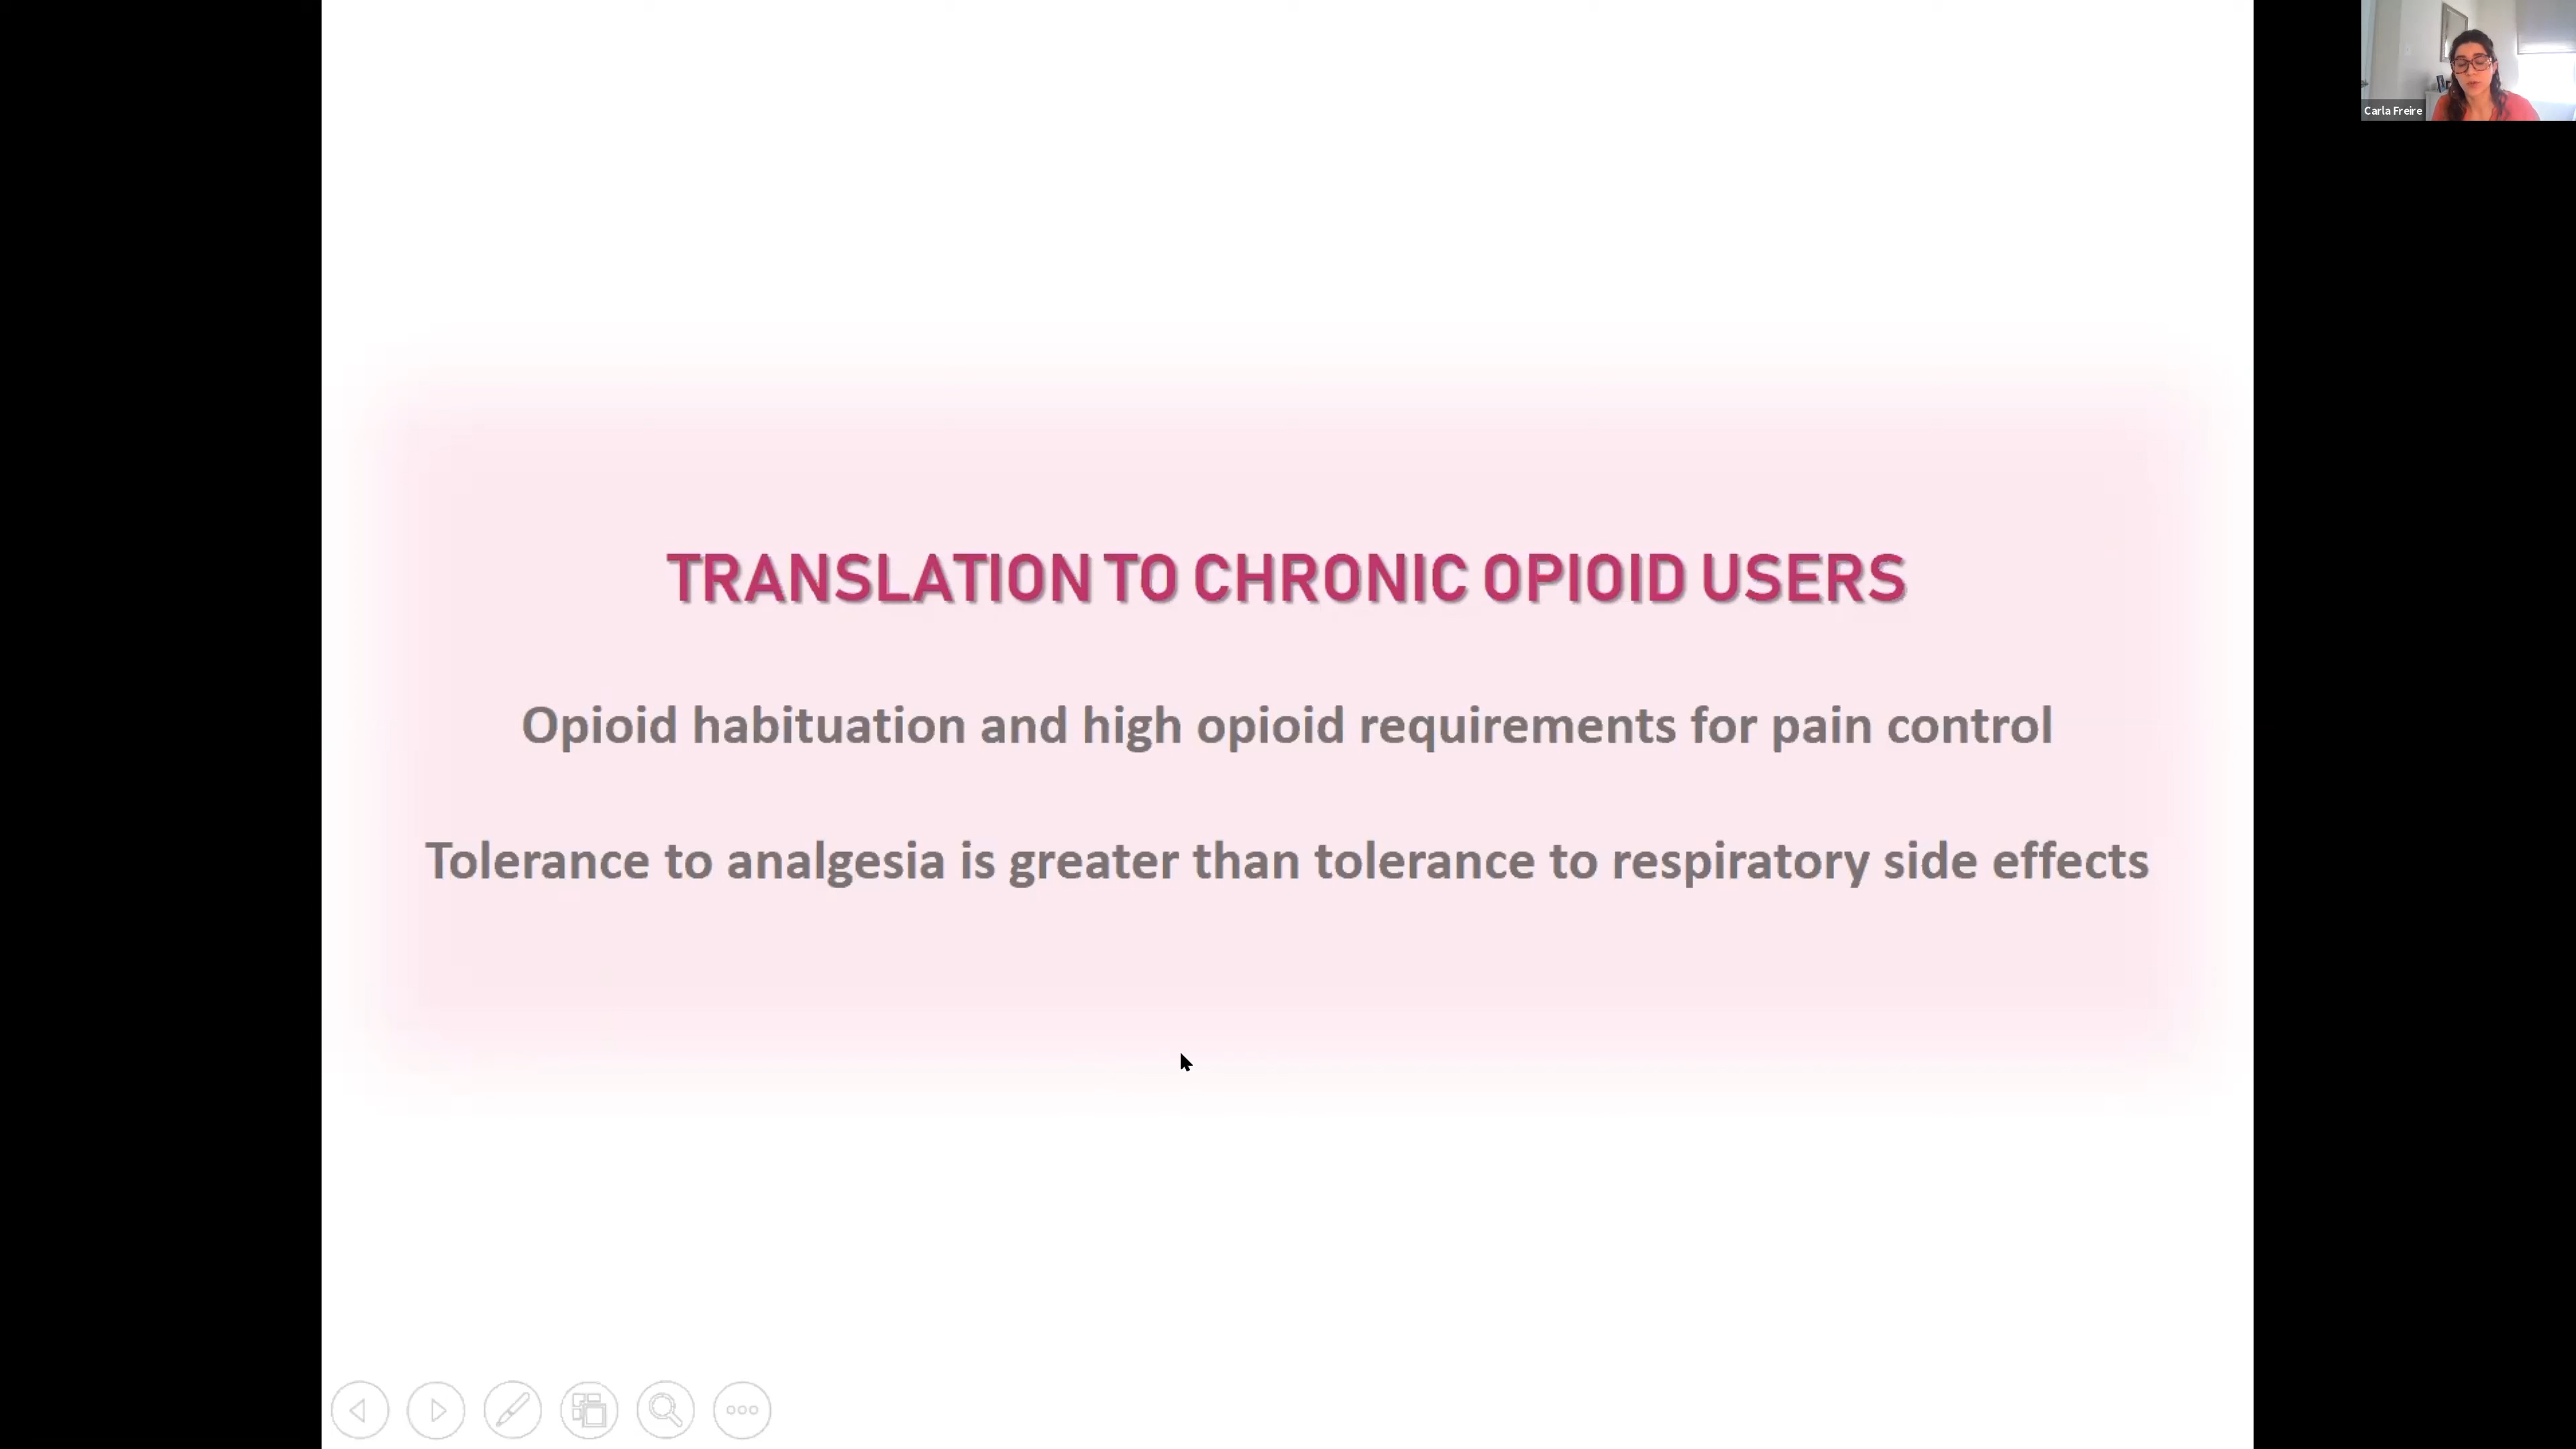 Carla Freire
TRANSLATION TO CHRONIC OPIOID USERS
Opioid habituation and high opioid requirements for pain control
Tolerance to analgesia is greater than tolerance to respiratory side effects